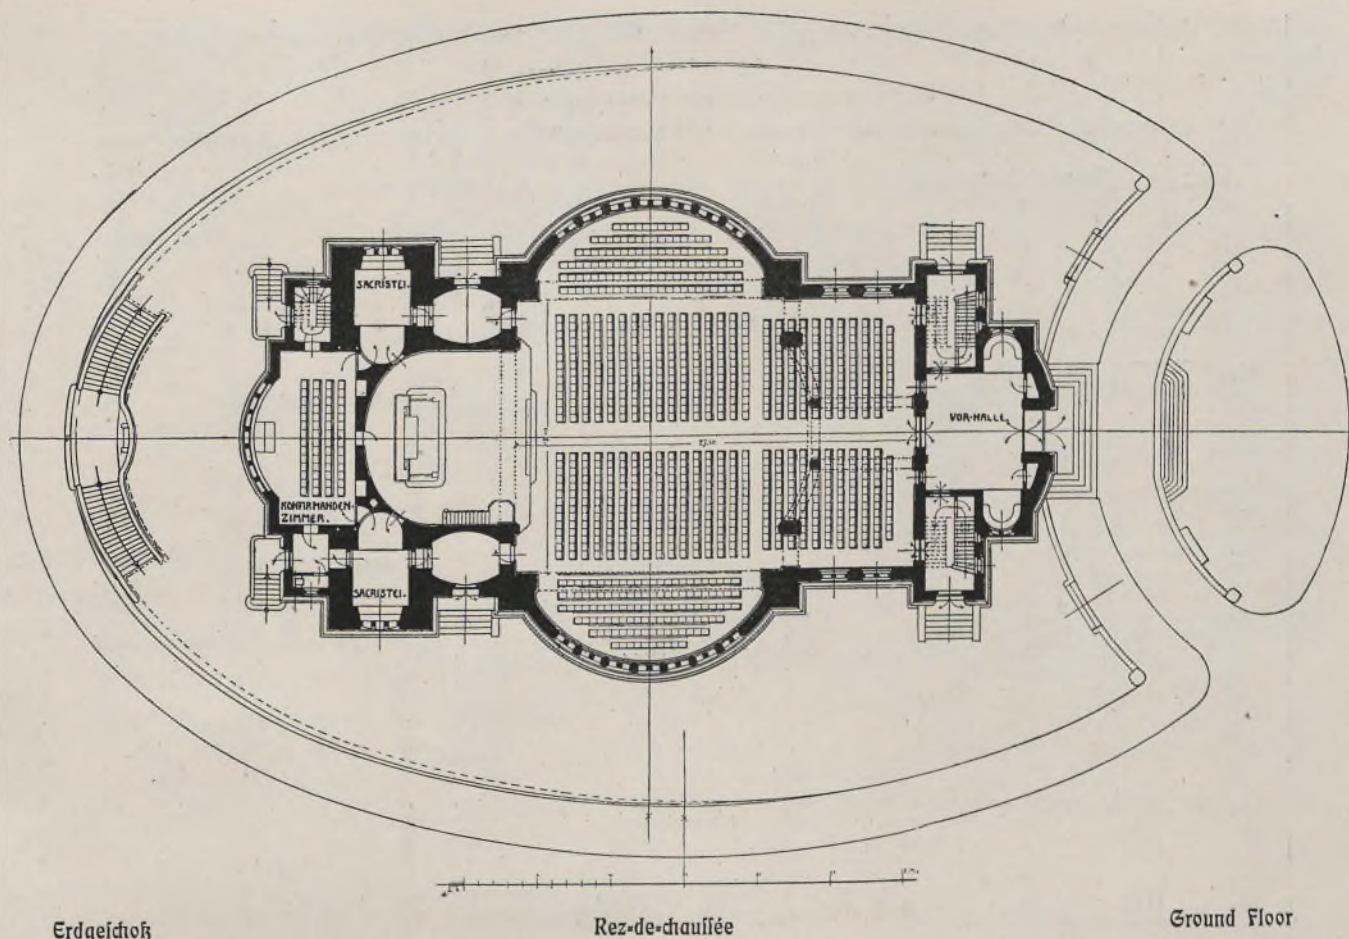 SACRISTEI.
VOR-HALLE.
KONFIRMANDEN-
ZIMMER.
SACRISTEI.
Erdgeschoß
Rez-de-chaussée
Ground Floor